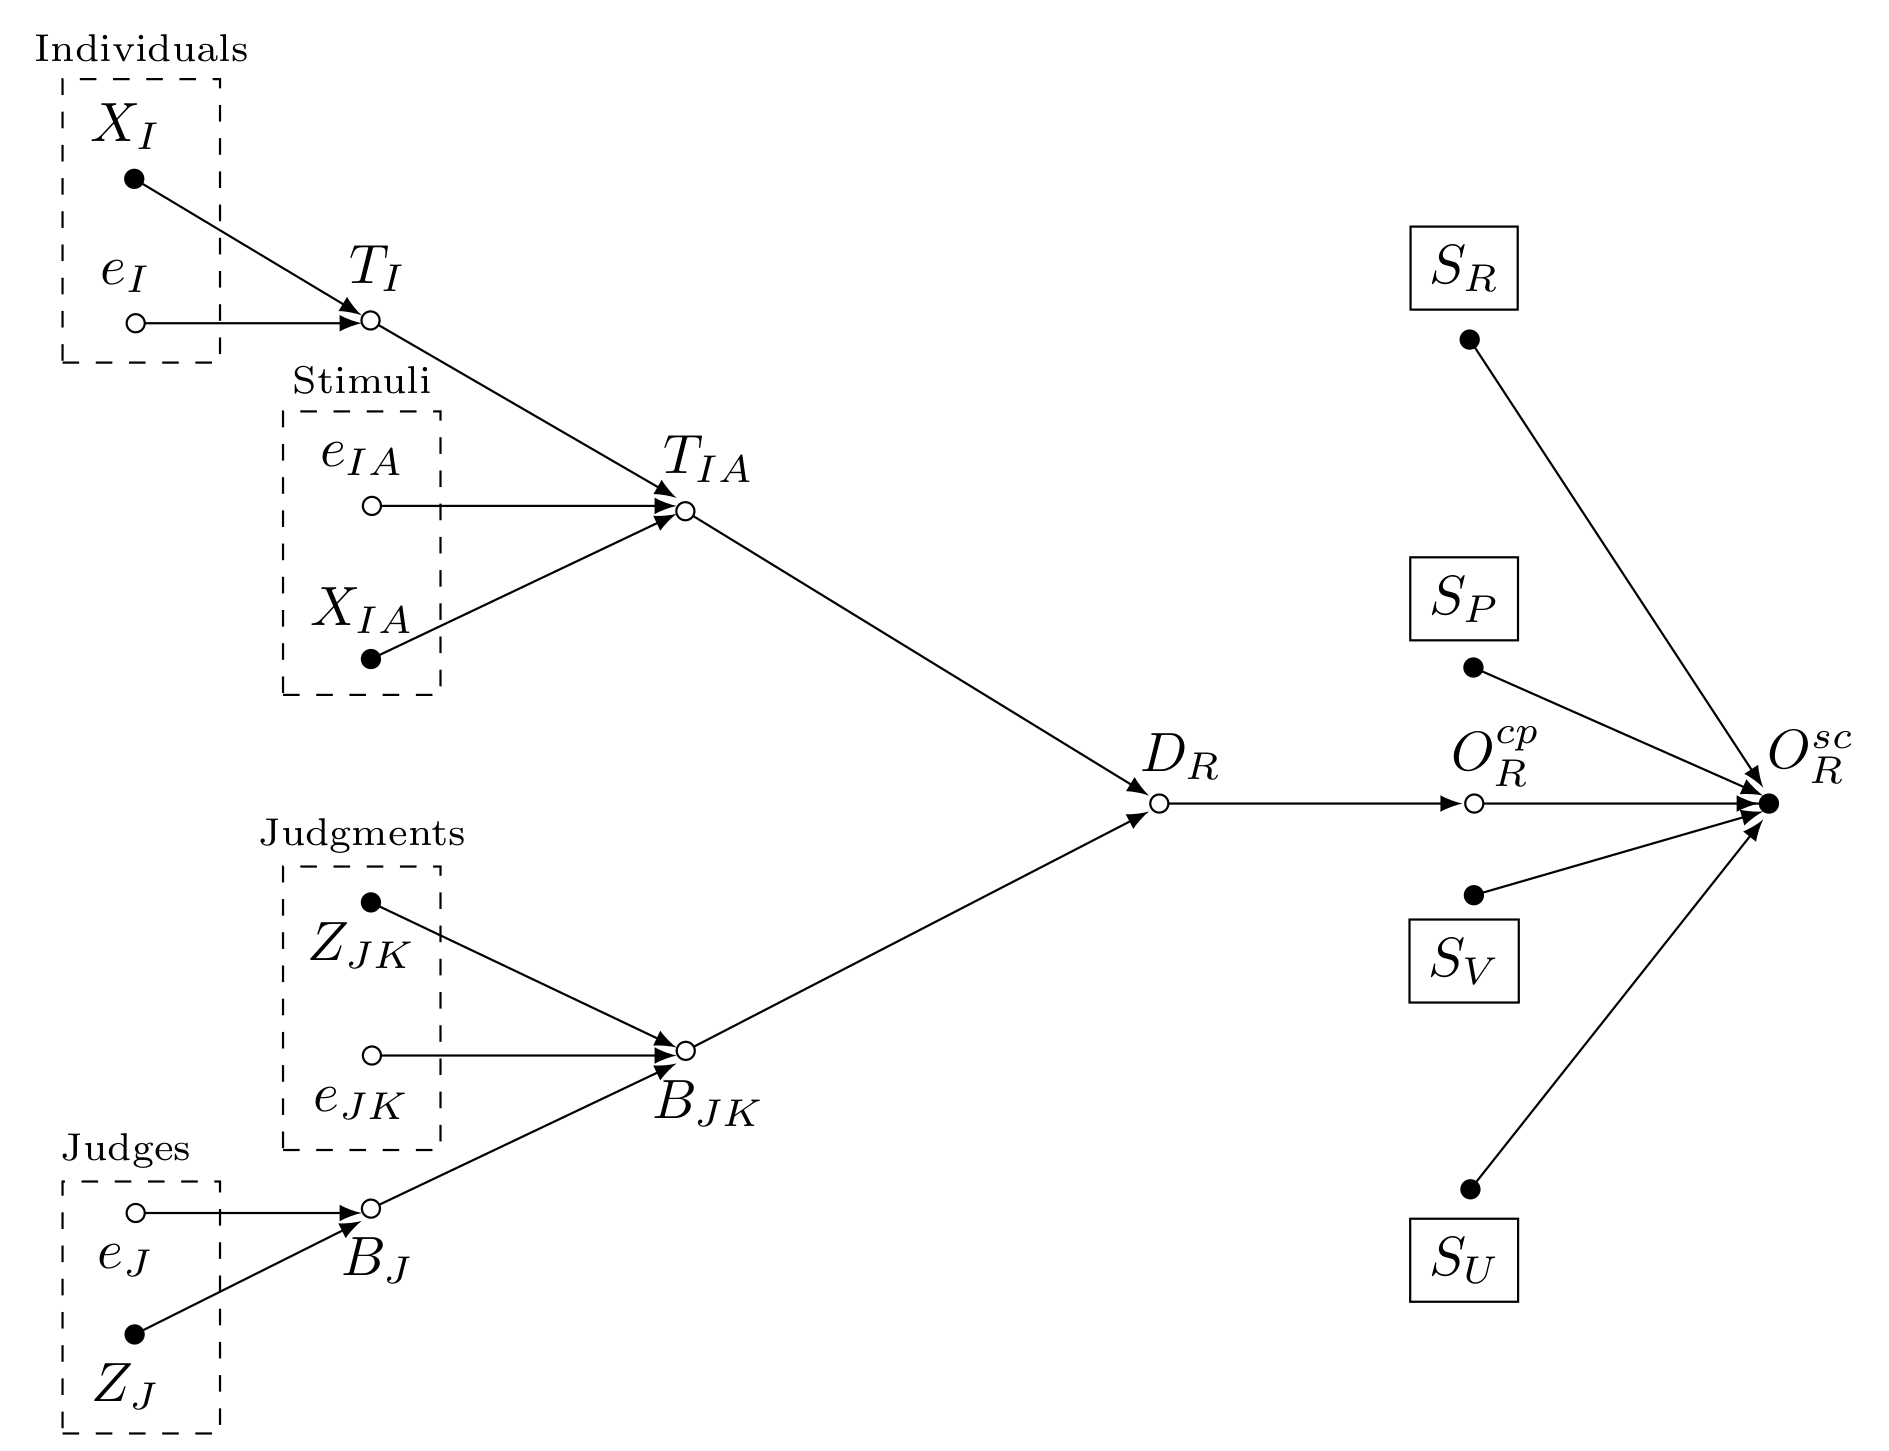 Individuals
X_I
e_I
T_I
S_R
Stimuli
e_{IA}
T_{IA}
X_{IA}
S_P
D_R
O_R^{cp}
O_R^{sc}
Judgments
Z_{JK}
S_V
e_{JK}
B_{JK}
Judges
e_J
B_J
S_U
Z_J